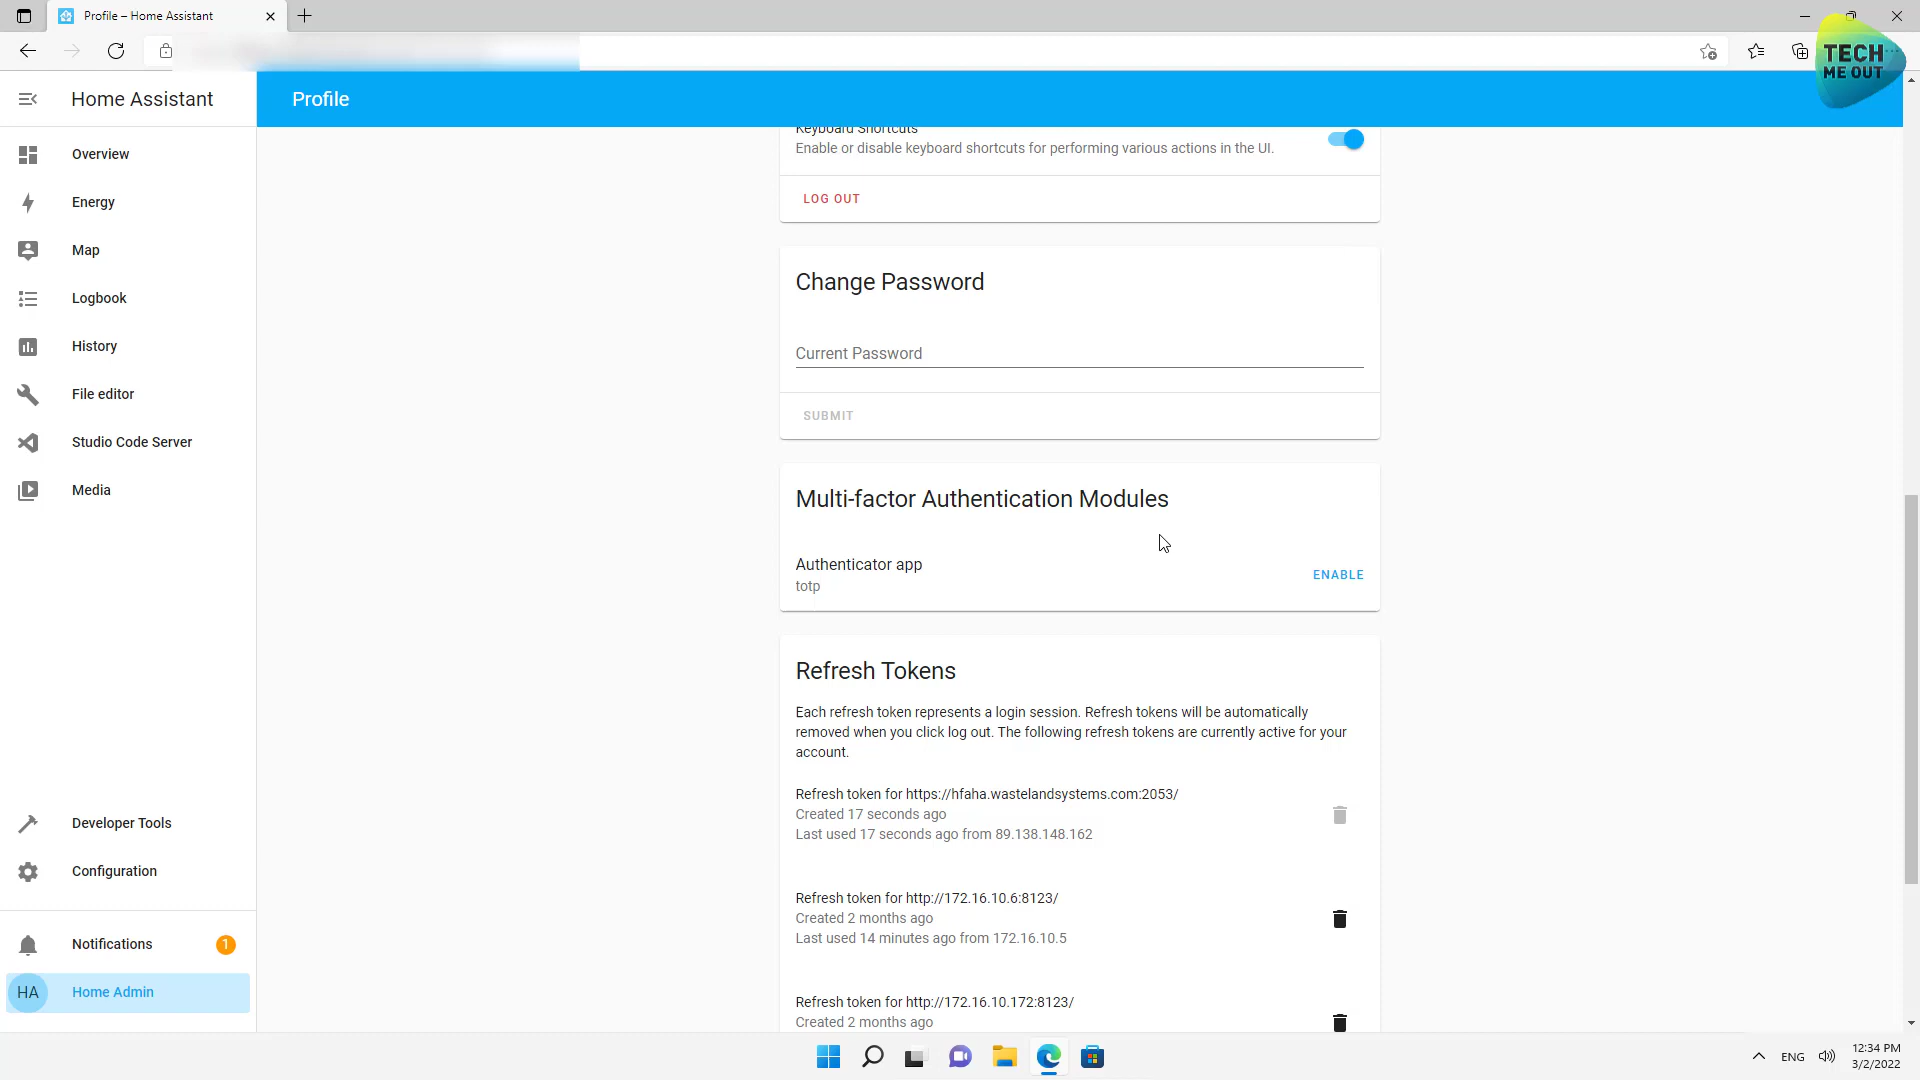 Profile – Home Assistant
TECH
ME OUT
Home Assistant
Profile
Overview
Energy
Map
Logbook
History
File editor
Studio Code Server
Media
Developer Tools
Configuration
Notifications
1
HA
Home Admin
Keyboard Shortcuts
Enable or disable keyboard shortcuts for performing various actions in the UI.
LOG OUT
Change Password
Current Password
SUBMIT
Multi-factor Authentication Modules
Authenticator app
totp
ENABLE
Refresh Tokens
Each refresh token represents a login session. Refresh tokens will be automatically
removed when you click log out. The following refresh tokens are currently active for your
account.
Refresh token for https://hfaha.wastelandsystems.com:2053/
Created 17 seconds ago
Last used 17 seconds ago from 89.138.148.162
Refresh token for http://172.16.10.6:8123/
Created 2 months ago
Last used 14 minutes ago from 172.16.10.5
Refresh token for http://172.16.10.172:8123/
Created 2 months ago
ENG
12:34 PM
3/2/2022